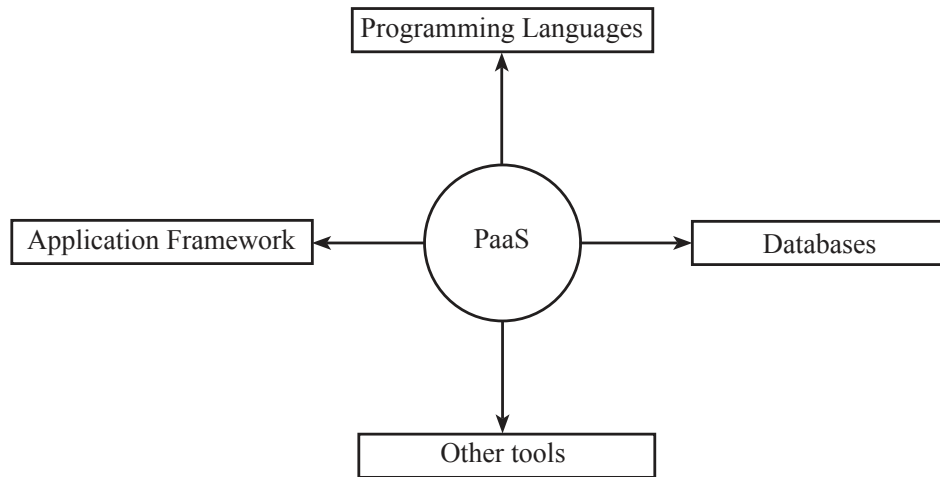 Programming Languages
Application Framework
PaaS
Databases
Other tools